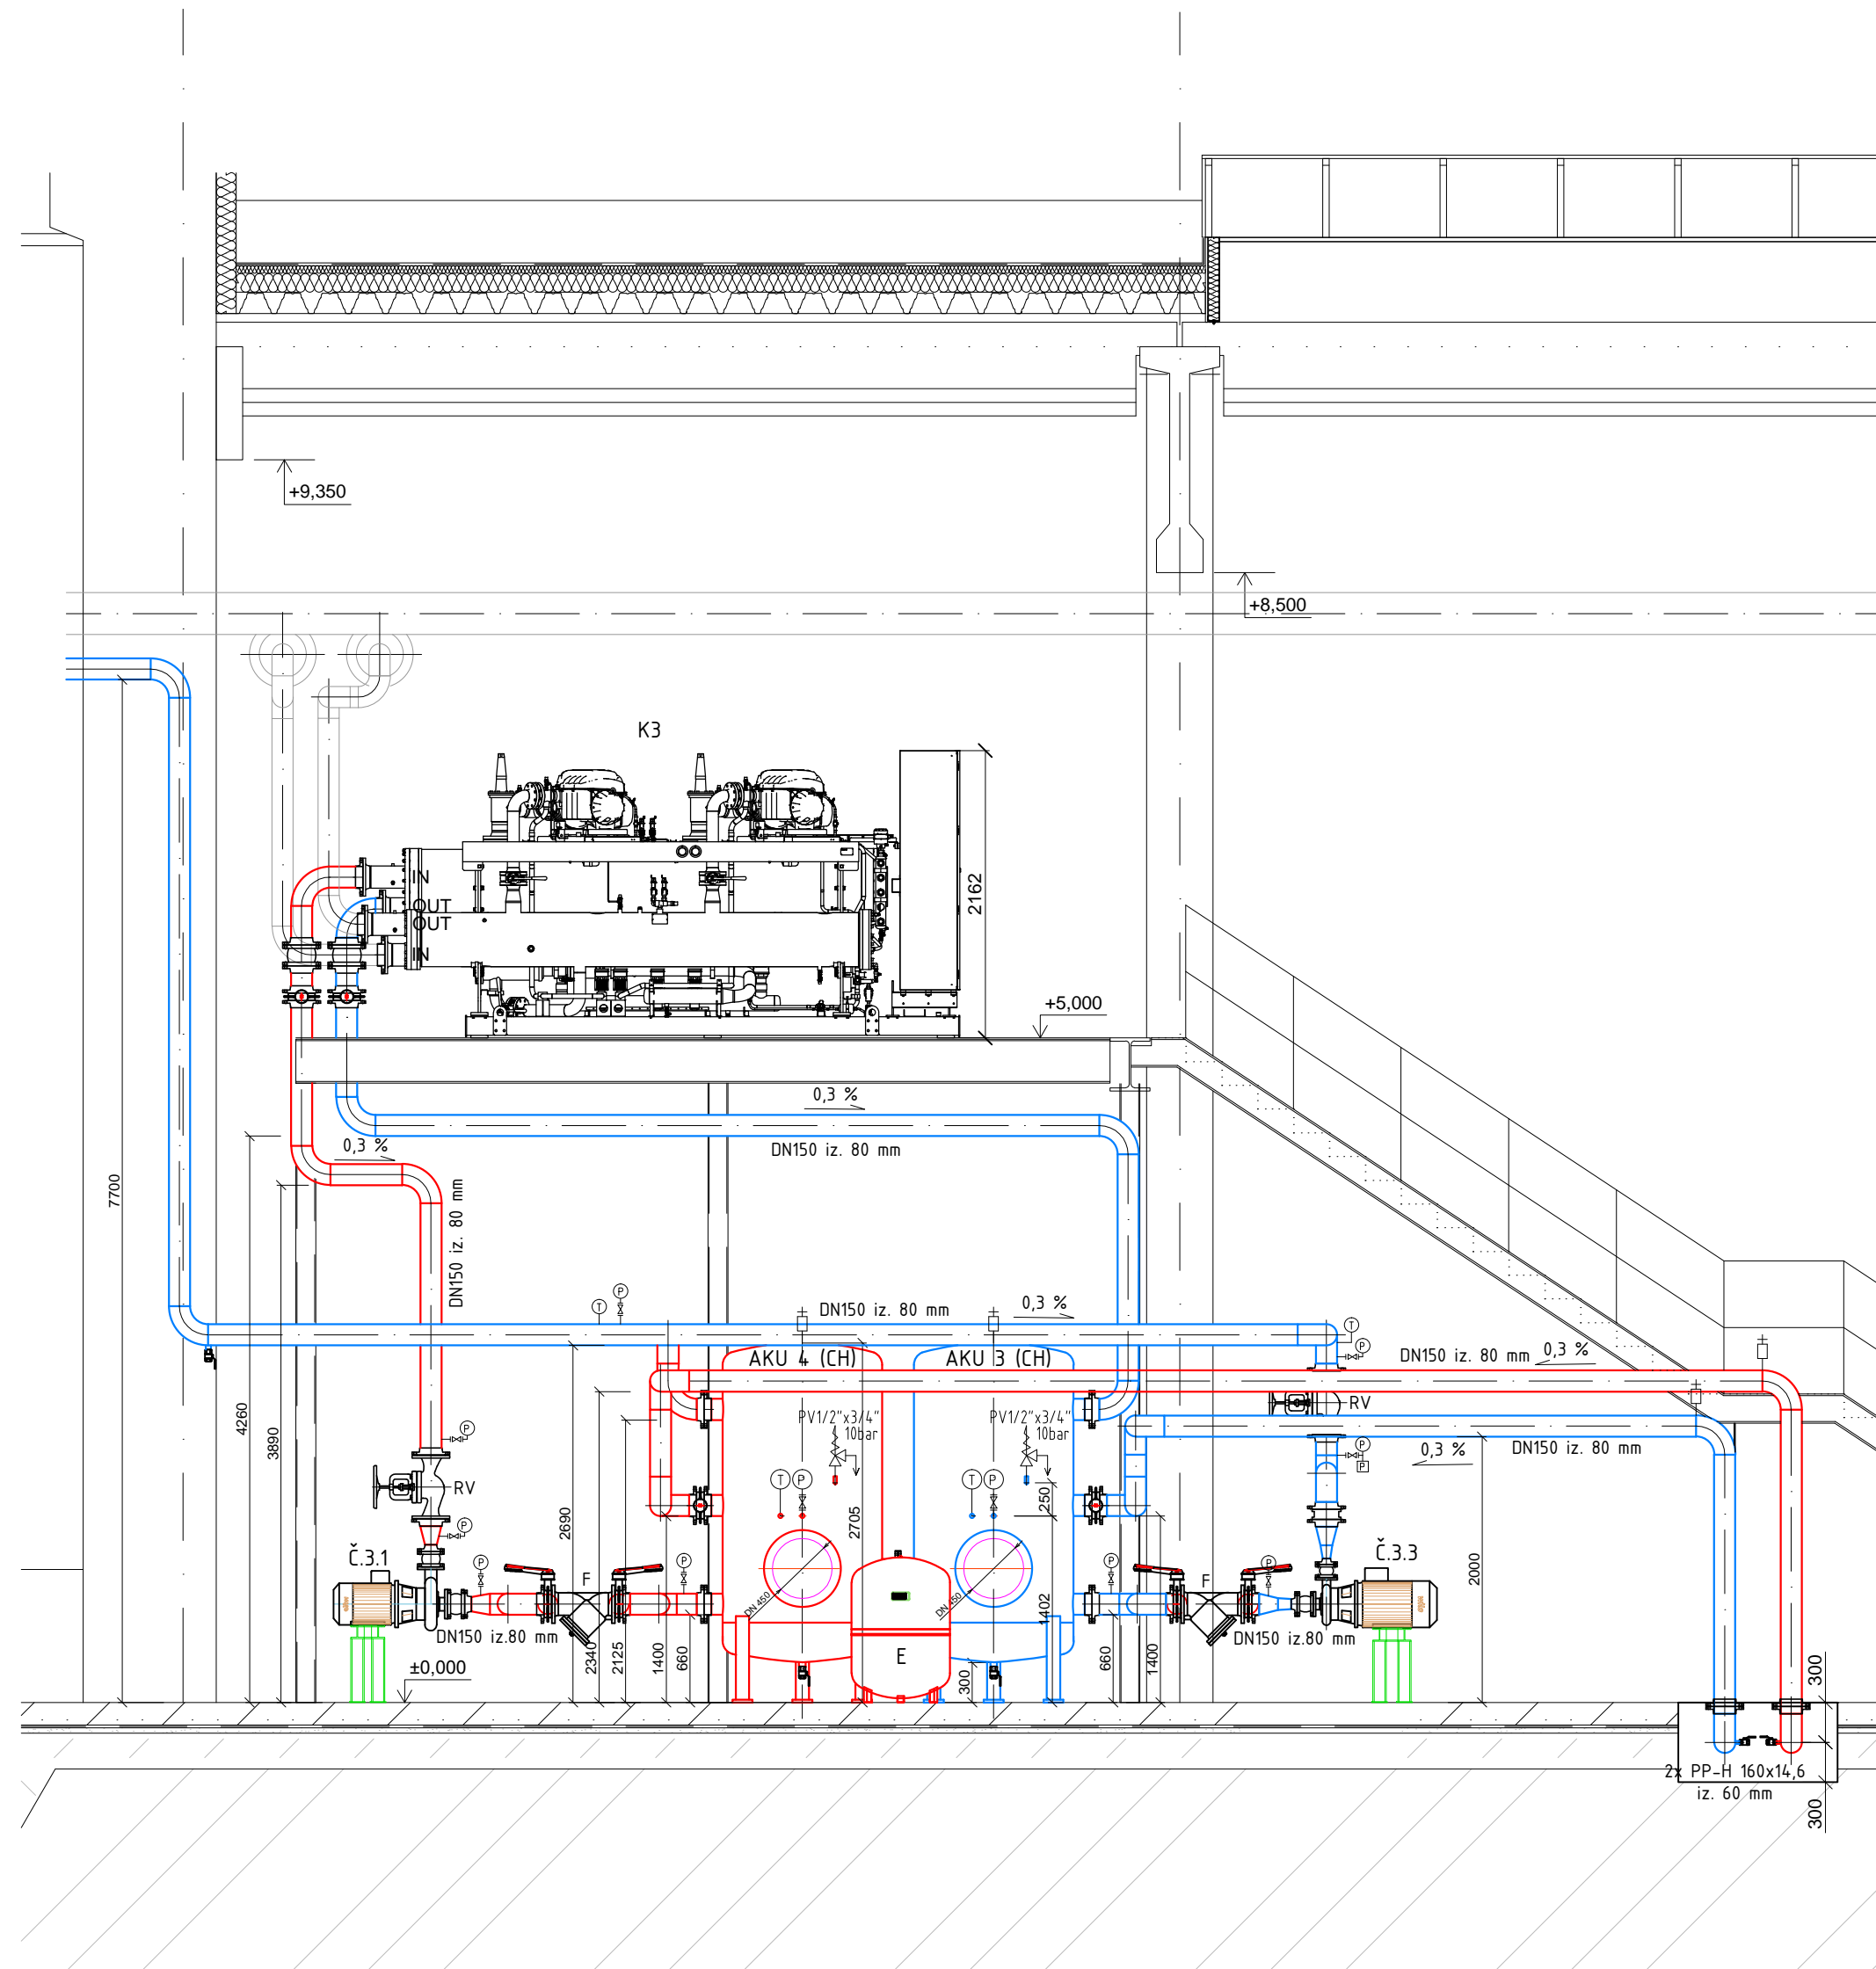 +9,350
+8,500
K3
IN
OUT
OUT
IN
2162
+5,000
0,3 %
DN150 iz. 80 mm
0,3 %
7700
DN150 iz. 80 mm
4260
3890
T
P
DN150 iz. 80 mm
0,3 %
T
P
DN150 iz. 80 mm
0,3 %
AKU 4 (CH)
AKU 3 (CH)
RV
PV1/2"x3/4"
10bar
PV1/2"x3/4"
10bar
P
P
P
0,3 %
DN150 iz. 80 mm
RV
T
P
T
P
250
2690
2705
P
Č.3.1
P
F
P
DN 450
DN 450
1402
P
F
P
Č.3.3
2000
DN150 iz.80 mm
DN150 iz.80 mm
2340
2125
1400
660
E
300
660
1400
±0,000
300
2x PP-H 160x14,6
iz. 60 mm
300